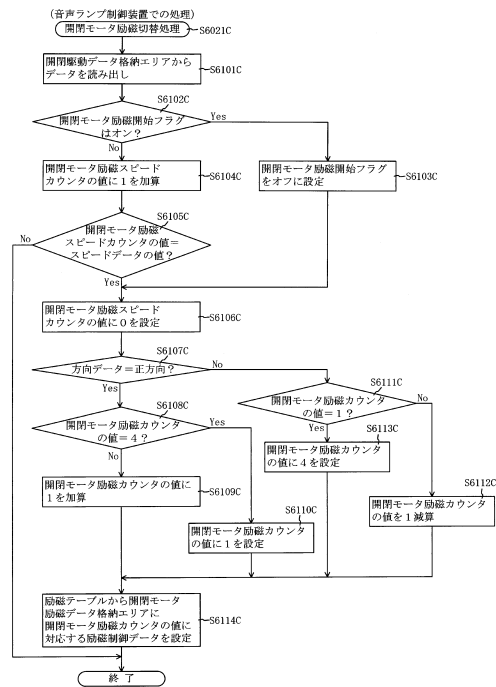 (音声ランプ制御装置での処理)
開閉モータ励磁切替処理
S6021C
開閉駆動データ格納エリアから
データを読み出し
S6101C
S6102C
開閉モータ励磁開始フラグ
はオン?
Yes
No
開閉モータ励磁スピード
カウンタの値に1を加算
S6104C
開閉モータ励磁開始フラグ
をオフに設定
S6103C
S6105C
開閉モータ励磁
スピードカウンタの値=
スピードデータの値?
No
Yes
開閉モータ励磁スピード
カウンタの値に0を設定
S6106C
S6107C
方向データ=正方向?
No
Yes
S6108C
開閉モータ励磁カウンタ
の値=4?
Yes
No
S6111C
開閉モータ励磁カウンタ
の値=1?
No
Yes
S6113C
開閉モータ励磁カウンタ
の値に4を設定
開閉モータ励磁カウンタの値に
1を加算
S6109C
S6110C
開閉モータ励磁カウンタ
の値に1を設定
S6112C
開閉モータ励磁カウンタ
の値を1減算
励磁テーブルから開閉モータ
励磁データ格納エリアに
開閉モータ励磁カウンタの値に
対応する励磁制御データを設定
S6114C
終了